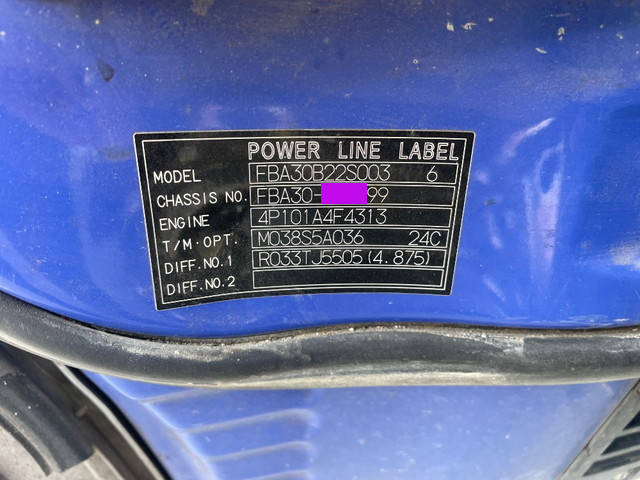 POWER LINE LABEL
MODEL FBA30B22S003 6
CHASSIS NO. FBA30- 99
ENGINE 4P101A4F4313
T/M·OPT. M038S5A036 24C
DIFF.NO.1 R033TJ5505(4.875)
DIFF.NO.2